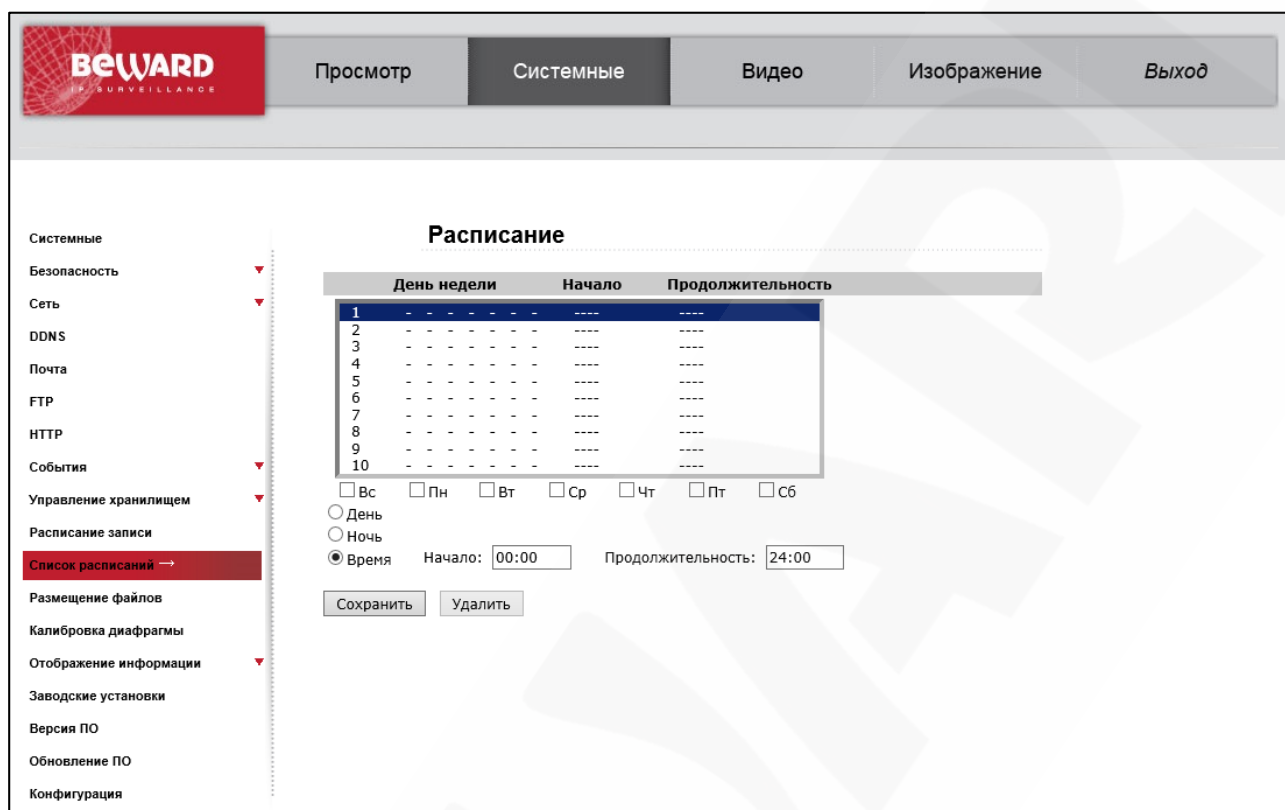 BEWARD
IP SURVEILLANCE
Просмотр Системные Видео Изображение Выход
Системные
Безопасность
Сеть
DDNS
Почта
FTP
HTTP
События
Управление хранилищем
Расписание записи
Список расписаний →
Размещение файлов
Калибровка диафрагмы
Отображение информации
Заводские установки
Версия ПО
Обновление ПО
Конфигурация
Расписание
День недели Начало Продолжительность
1 - - - - - - - ---- ----
2 - - - - - - - ---- ----
3 - - - - - - - ---- ----
4 - - - - - - - ---- ----
5 - - - - - - - ---- ----
6 - - - - - - - ---- ----
7 - - - - - - - ---- ----
8 - - - - - - - ---- ----
9 - - - - - - - ---- ----
10 - - - - - - - ---- ----
Вс Пн Вт Ср Чт Пт Сб
День
Ночь
Время Начало: 00:00 Продолжительность: 24:00
Сохранить Удалить